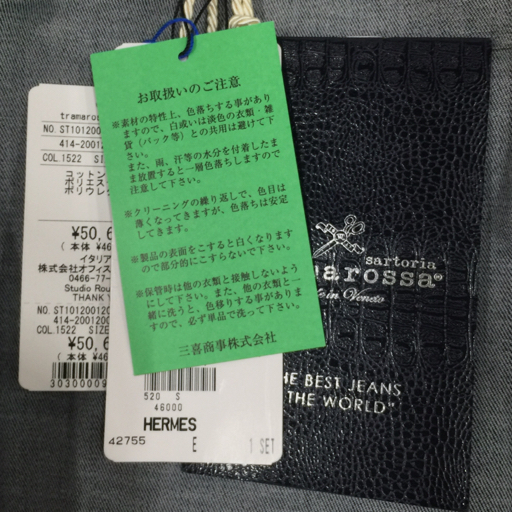 お取扱いのご注意
※素材の特性上、色落ちする事があり
ますので、白或いは淡色の衣類・雑
貨(バック等)との共用は避けて下
さい。
また、雨、汗等の水分を付着したま
ま放置すると一層色落ちしますので
注意して下さい。
※クリーニングの繰り返しで、色目は
薄くなってきますが、色落ちは安定
してきます。
※製品の表面をこすると白くなります
ので部分的にこすらないで下さい。
※保管時は他の衣類と接触しないよう
にして下さい。また、他の衣類と一
緒に洗うと、色移りする事がありま
すので、必ず単品で洗って下さい。
三喜商事株式会社
tramaro
NO.ST101200
414-2001200
COL.1522 SI
コットン
ポリエス
ポリウレ
¥50,6
(本体 ¥46
イタリア
株式会社オフィス
0466-77-
Studio Rou
THANK Y
NO.ST101200
414-2001200
COL.1522 SIZE
¥50,6
(本体 ¥46
30300009
520 S
46000
HERMES
42755 E 1 SET
sartoria
arossa®
in Veneto
HE BEST JEANS
THE WORLD"